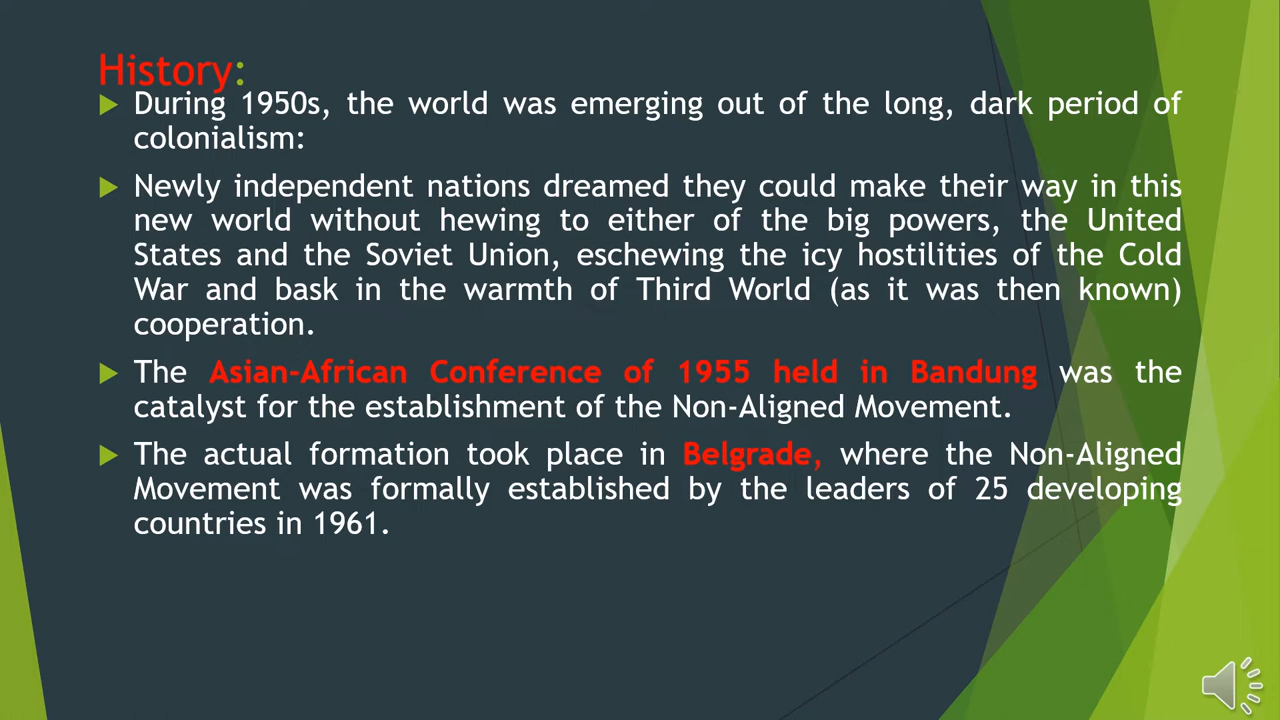 History:
During 1950s, the world was emerging out of the long, dark period of
colonialism:
Newly independent nations dreamed they could make their way in this
new world without hewing to either of the big powers, the United
States and the Soviet Union, eschewing the icy hostilities of the Cold
War and bask in the warmth of Third World (as it was then known)
cooperation.
The Asian-African Conference of 1955 held in Bandung was the
catalyst for the establishment of the Non-Aligned Movement.
The actual formation took place in Belgrade, where the Non-Aligned
Movement was formally established by the leaders of 25 developing
countries in 1961.